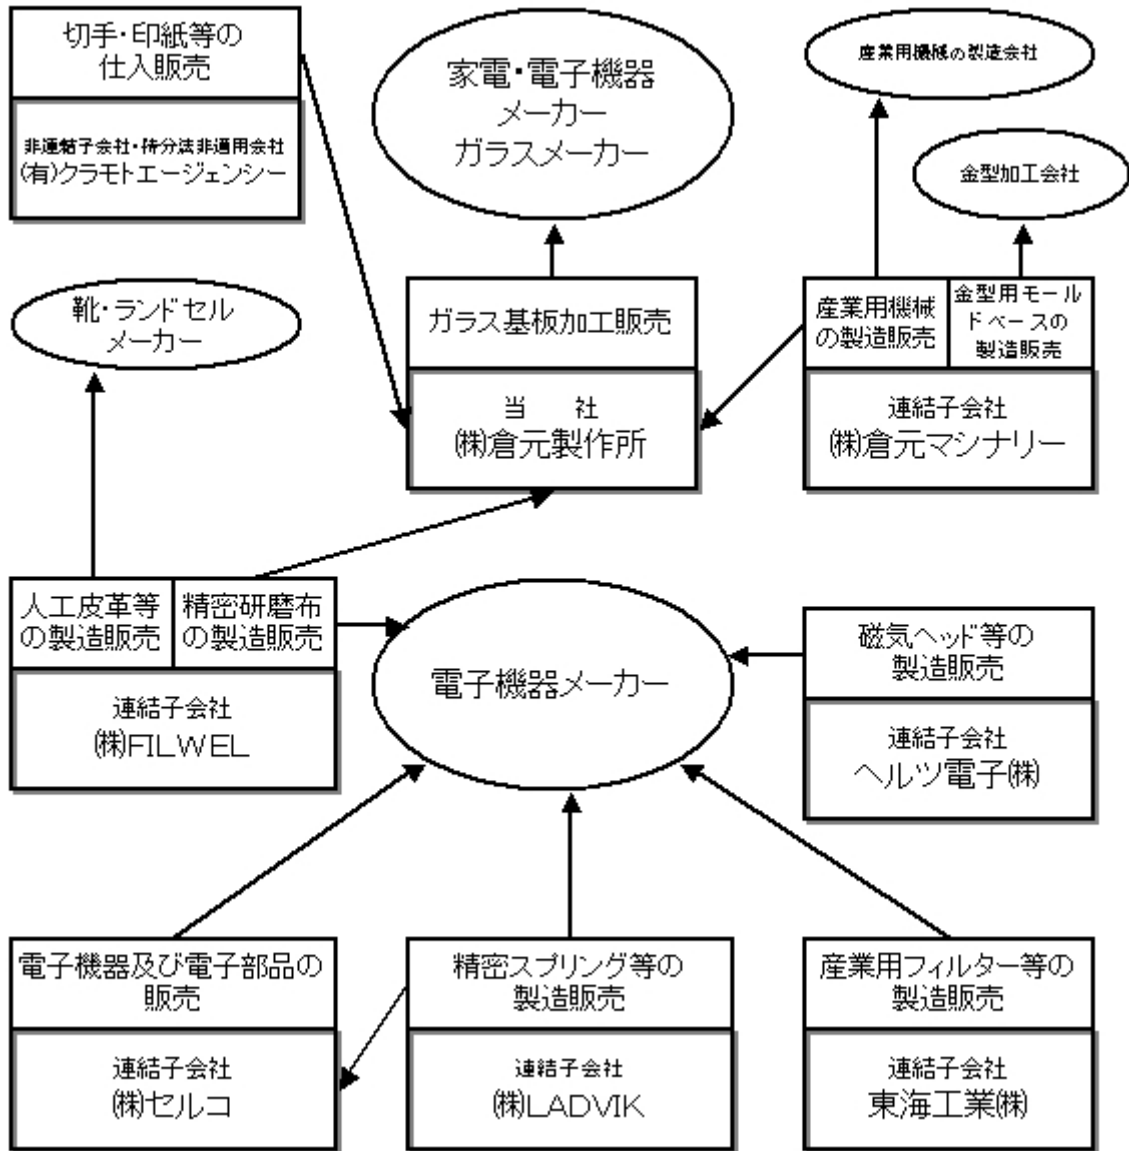 切手・印紙等の
仕入販売
非連結子会社・持分法非適用会社
(有)クラモトエージェンシー
家電・電子機器
メーカー
ガラスメーカー
産業用機械の製造会社
金型加工会社
靴・ランドセル
メーカー
ガラス基板加工販売
当 社
㈱倉元製作所
産業用機械
の製造販売
金型用モール
ドベースの
製造販売
連結子会社
㈱倉元マシナリー
人工皮革等
の製造販売
精密研磨布
の製造販売
連結子会社
㈱FILWEL
電子機器メーカー
磁気ヘッド等の
製造販売
連結子会社
ヘルツ電子㈱
電子機器及び電子部品の
販売
連結子会社
㈱セルコ
精密スプリング等の
製造販売
連結子会社
㈱LADVIK
産業用フィルター等の
製造販売
連結子会社
東海工業㈱